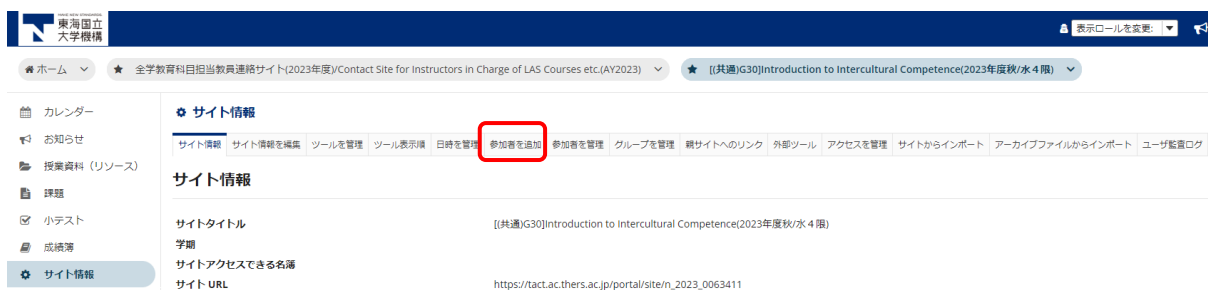 東海国立
大学機構
表示ロールを変更:
ホーム
全学教育科目担当教員連絡サイト(2023年度)/Contact Site for Instructors in Charge of LAS Courses etc.(AY2023)
[(共通)G30]Introduction to Intercultural Competence(2023年度秋/水４限)
カレンダー
お知らせ
授業資料（リソース）
課題
小テスト
成績簿
サイト情報
サイト情報
サイト情報 サイト情報を編集 ツールを管理 ツール表示順 日時を管理 参加者を追加 参加者を管理 グループを管理 親サイトへのリンク 外部ツール アクセスを管理 サイトからインポート アーカイブファイルからインポート ユーザ監査ログ
サイト情報
サイトタイトル [(共通)G30]Introduction to Intercultural Competence(2023年度秋/水４限)
学期
サイトアクセスできる名簿
サイト URL https://tact.ac.thers.ac.jp/portal/site/n_2023_0063411